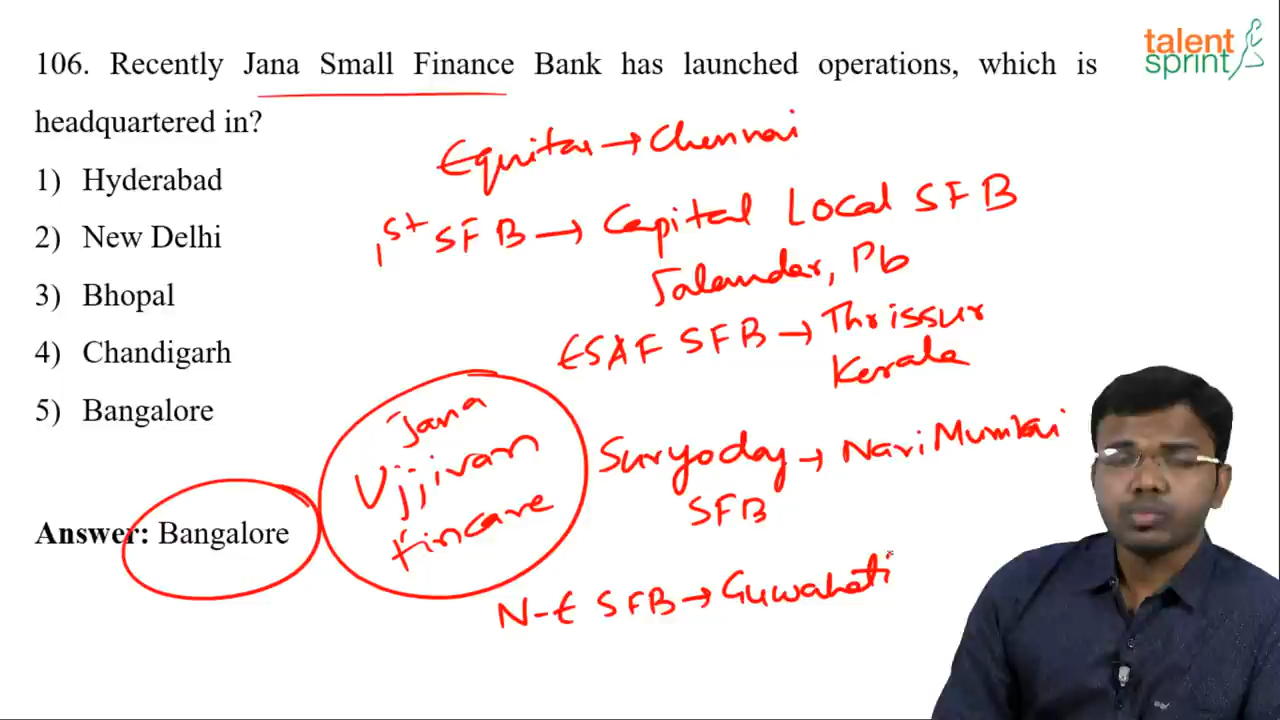 talent
sprint
106. Recently Jana Small Finance Bank has launched operations, which is
headquartered in?
1) Hyderabad
2) New Delhi
3) Bhopal
4) Chandigarh
5) Bangalore
Answer: Bangalore
Equitas → Chennai
1st SFB → Capital Local SFB
Jalandar, Pb
ESAF SFB → Thrissur
Kerala
Jana
Ujjivan
fincare
Suryoday → Navi Mumbai
SFB
N-E SFB → Guwahati